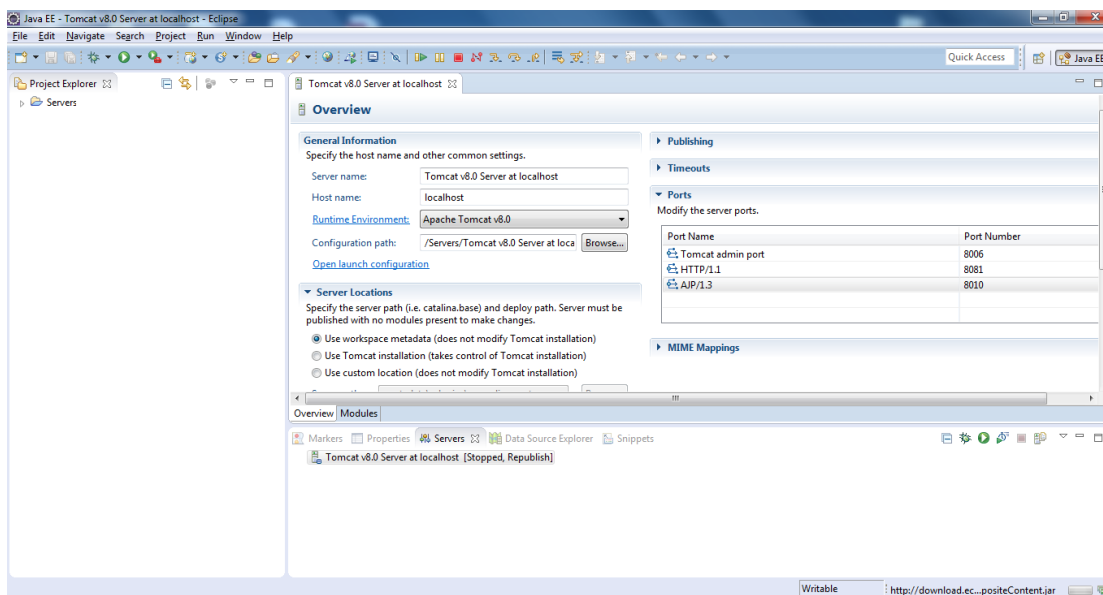 Java EE - Tomcat v8.0 Server at localhost - Eclipse
File Edit Navigate Search Project Run Window Help
Quick Access
Java EE
Project Explorer
Servers
Tomcat v8.0 Server at localhost
Overview
General Information
Specify the host name and other common settings.
Server name: Tomcat v8.0 Server at localhost
Host name: localhost
Runtime Environment: Apache Tomcat v8.0
Configuration path: /Servers/Tomcat v8.0 Server at loca Browse...
Open launch configuration
Server Locations
Specify the server path (i.e. catalina.base) and deploy path. Server must be
published with no modules present to make changes.
Use workspace metadata (does not modify Tomcat installation)
Use Tomcat installation (takes control of Tomcat installation)
Use custom location (does not modify Tomcat installation)
Publishing
Timeouts
Ports
Modify the server ports.
Port Name Port Number
Tomcat admin port 8006
HTTP/1.1 8081
AJP/1.3 8010
MIME Mappings
Overview Modules
Markers Properties Servers Data Source Explorer Snippets
Tomcat v8.0 Server at localhost [Stopped, Republish]
Writable http://download.ec...positeContent.jar